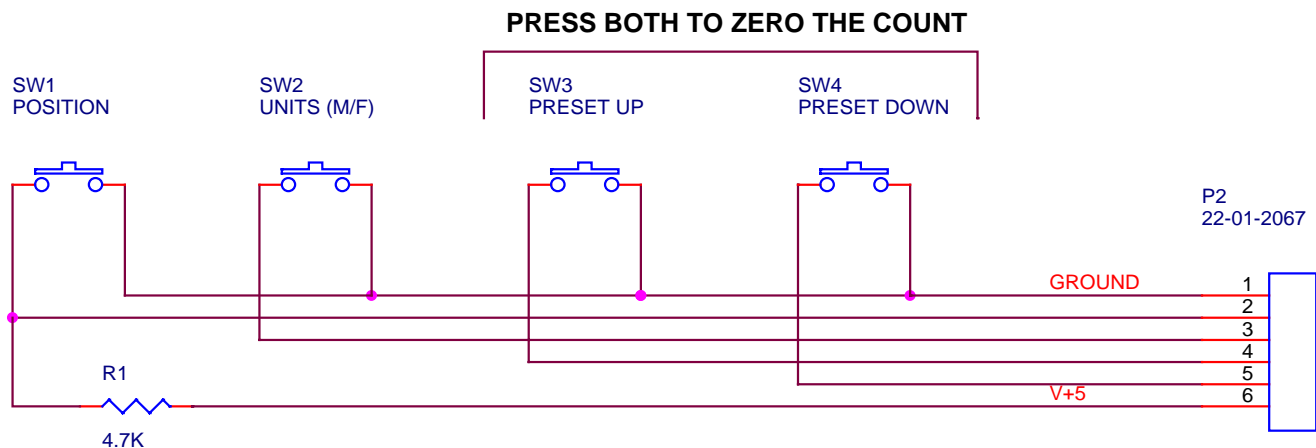 PRESS BOTH TO ZERO THE COUNT
SW1
POSITION
SW2
UNITS (M/F)
SW3
PRESET UP
SW4
PRESET DOWN
P2
22-01-2067
GROUND
1
2
3
4
5
V+5
6
R1
4.7K